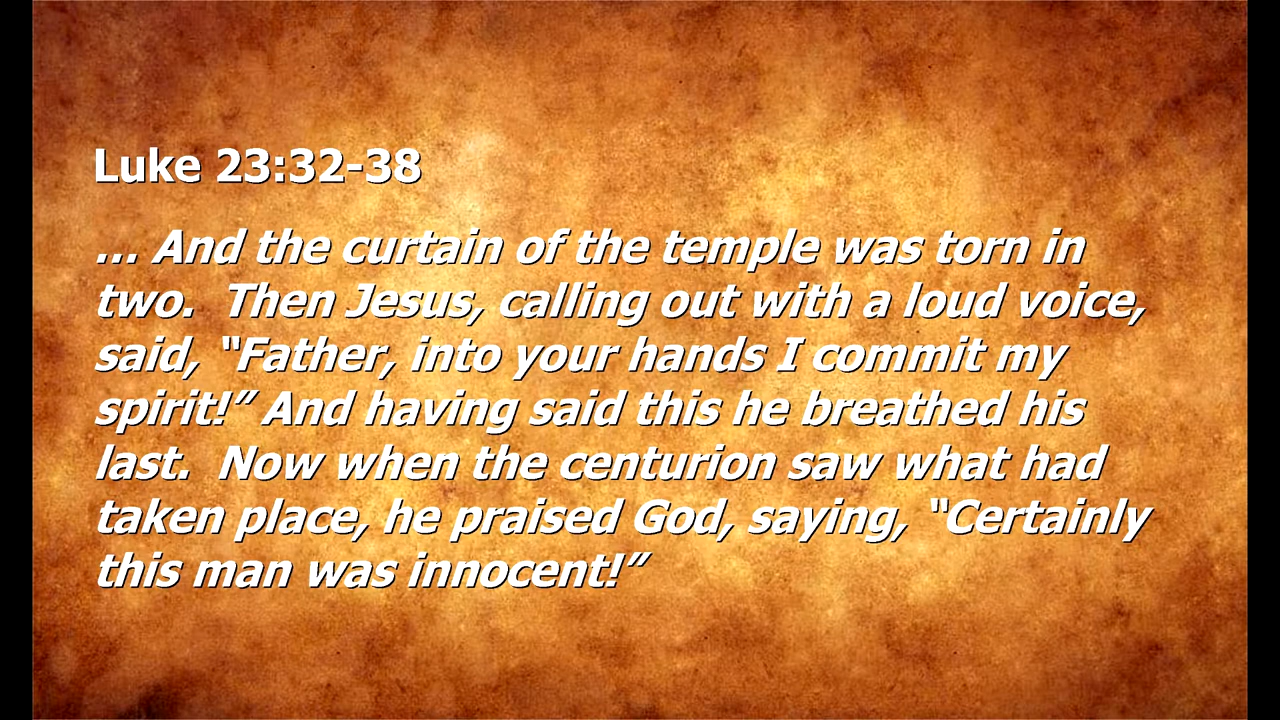 Luke 23:32-38
… And the curtain of the temple was torn in
two.  Then Jesus, calling out with a loud voice,
said, “Father, into your hands I commit my
spirit!” And having said this he breathed his
last.  Now when the centurion saw what had
taken place, he praised God, saying, “Certainly
this man was innocent!”